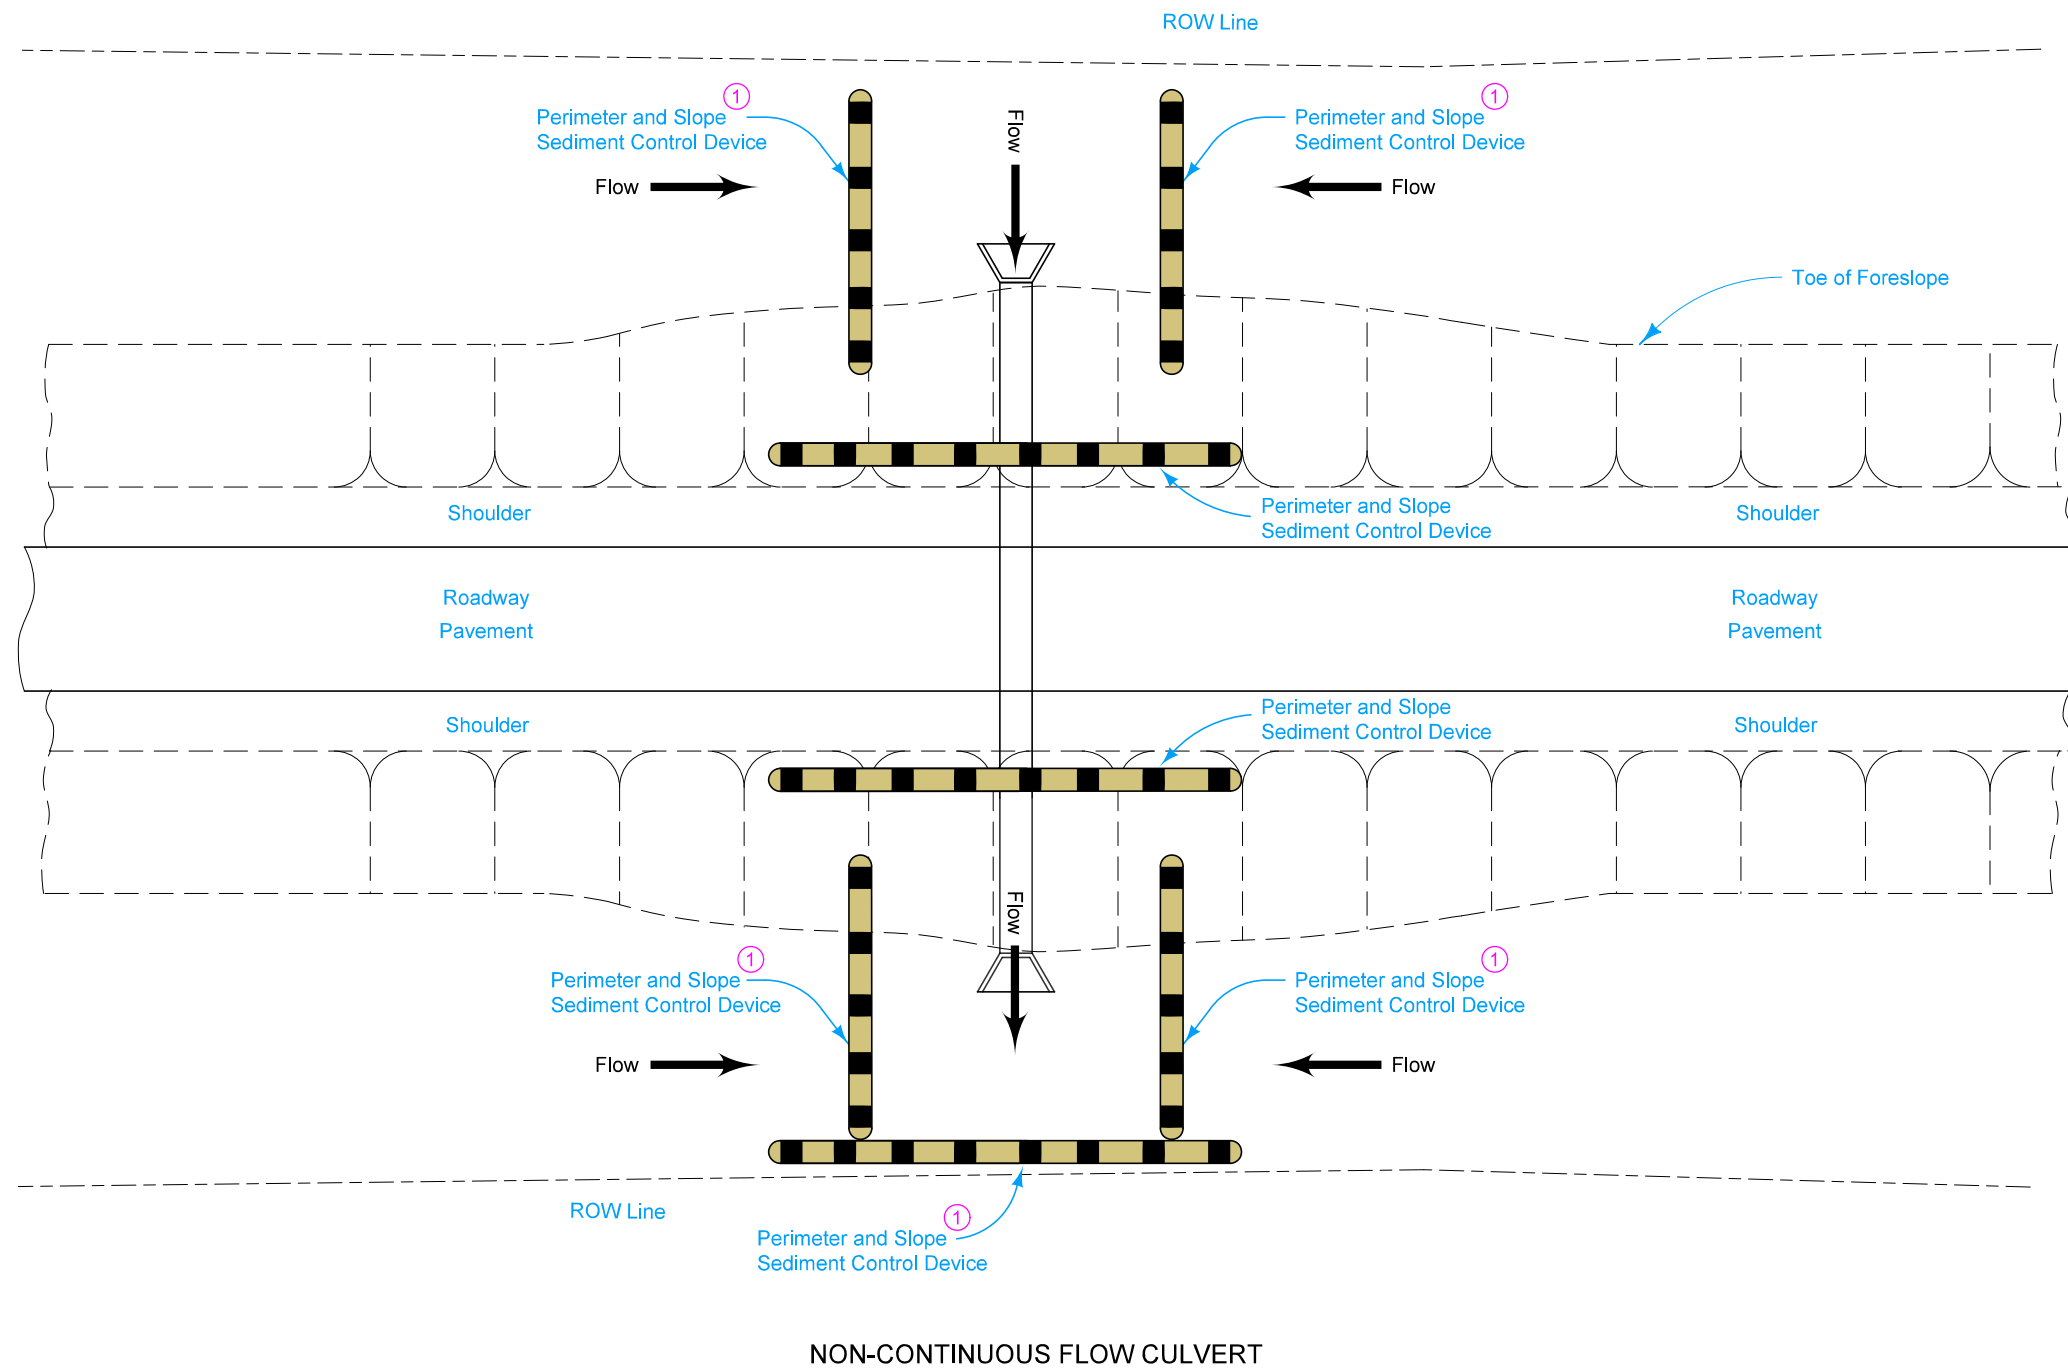 ROW Line
1
Perimeter and Slope
Sediment Control Device
Flow
1
Perimeter and Slope
Sediment Control Device
Flow
Flow
Toe of Foreslope
Shoulder
Perimeter and Slope
Sediment Control Device
Shoulder
Roadway
Pavement
Roadway
Pavement
Shoulder
Perimeter and Slope
Sediment Control Device
Shoulder
Flow
1
Perimeter and Slope
Sediment Control Device
1
Perimeter and Slope
Sediment Control Device
Flow
Flow
ROW Line
1
Perimeter and Slope
Sediment Control Device
NON-CONTINUOUS FLOW CULVERT